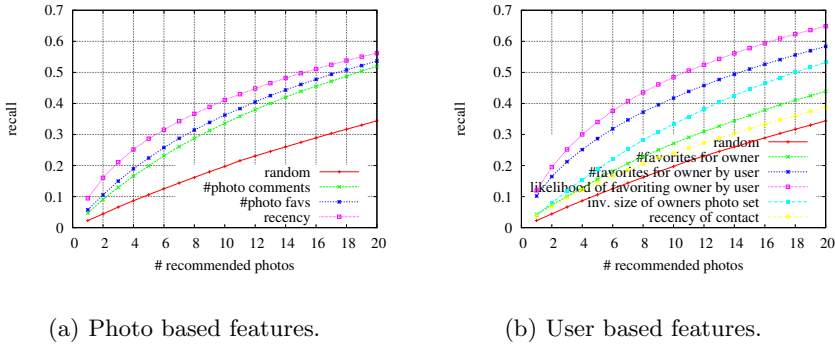 0.7
0.6
0.5
0.4
0.3
0.2
0.1
0
0 2 4 6 8 10 12 14 16 18 20
recall
# recommended photos
random
#photo comments
#photo favs
recency
(a) Photo based features.
0.7
0.6
0.5
0.4
0.3
0.2
0.1
0
0 2 4 6 8 10 12 14 16 18 20
recall
# recommended photos
random
#favorites for owner
#favorites for owner by user
likelihood of favoriting owner by user
inv. size of owners photo set
recency of contact
(b) User based features.